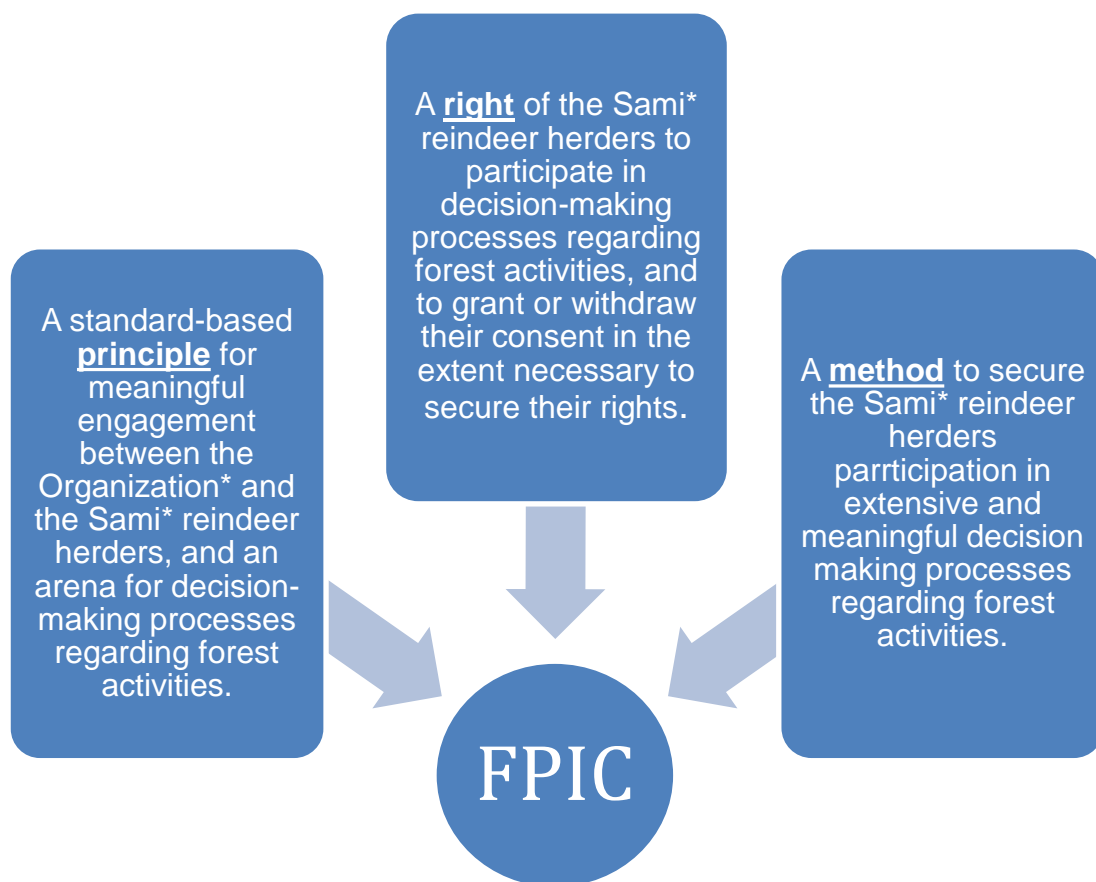 A standard-based
principle for
meaningful
engagement
between the
Organization* and
the Sami* reindeer
herders, and an
arena for decision-
making processes
regarding forest
activities.
A right of the Sami*
reindeer herders to
participate in
decision-making
processes regarding
forest activities, and
to grant or withdraw
their consent in the
extent necessary to
secure their rights.
A method to secure
the Sami* reindeer
herders
parrticipation in
extensive and
meaningful decision
making processes
regarding forest
activities.
FPIC